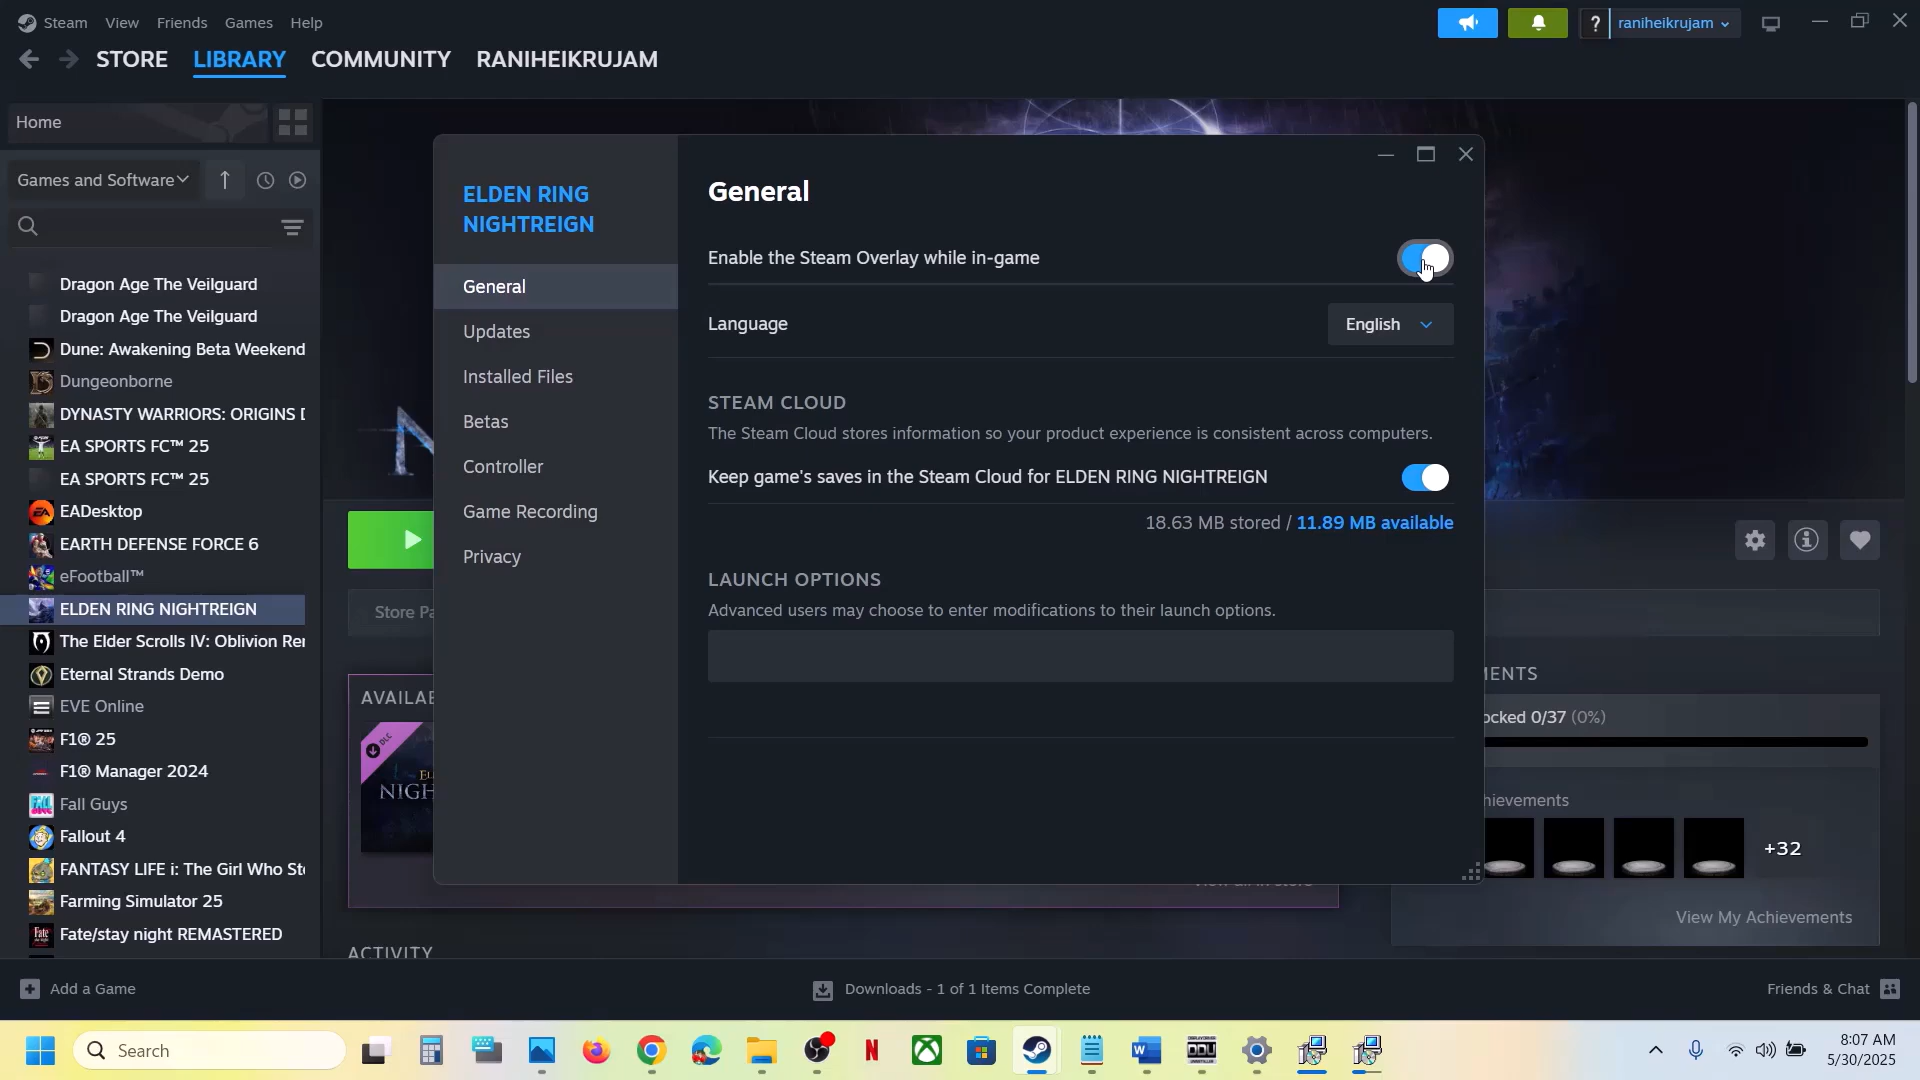 Steam View Friends Games Help
? raniheikrujam
STORE LIBRARY COMMUNITY RANIHEIKRUJAM
Home
Games and Software
Dragon Age The Veilguard
Dragon Age The Veilguard
Dune: Awakening Beta Weekend
Dungeonborne
DYNASTY WARRIORS: ORIGINS D
EA SPORTS FC™ 25
EA SPORTS FC™ 25
EADesktop
EARTH DEFENSE FORCE 6
eFootball™
ELDEN RING NIGHTREIGN
The Elder Scrolls IV: Oblivion Rer
Eternal Strands Demo
EVE Online
F1® 25
F1® Manager 2024
Fall Guys
Fallout 4
FANTASY LIFE i: The Girl Who Ste
Farming Simulator 25
Fate/stay night REMASTERED
ELDEN RING
NIGHTREIGN
General
Updates
Installed Files
Betas
Controller
Game Recording
Privacy
General
Enable the Steam Overlay while in-game
Language English
STEAM CLOUD
The Steam Cloud stores information so your product experience is consistent across computers.
Keep game's saves in the Steam Cloud for ELDEN RING NIGHTREIGN
18.63 MB stored / 11.89 MB available
LAUNCH OPTIONS
Advanced users may choose to enter modifications to their launch options.
Store Pa
AVAILAB
DLC
NIGH
MENTS
ocked 0/37 (0%)
hievements
+32
View My Achievements
ACTIVITY
Add a Game
Downloads - 1 of 1 Items Complete
Friends & Chat
Search
DDU
8:07 AM
5/30/2025